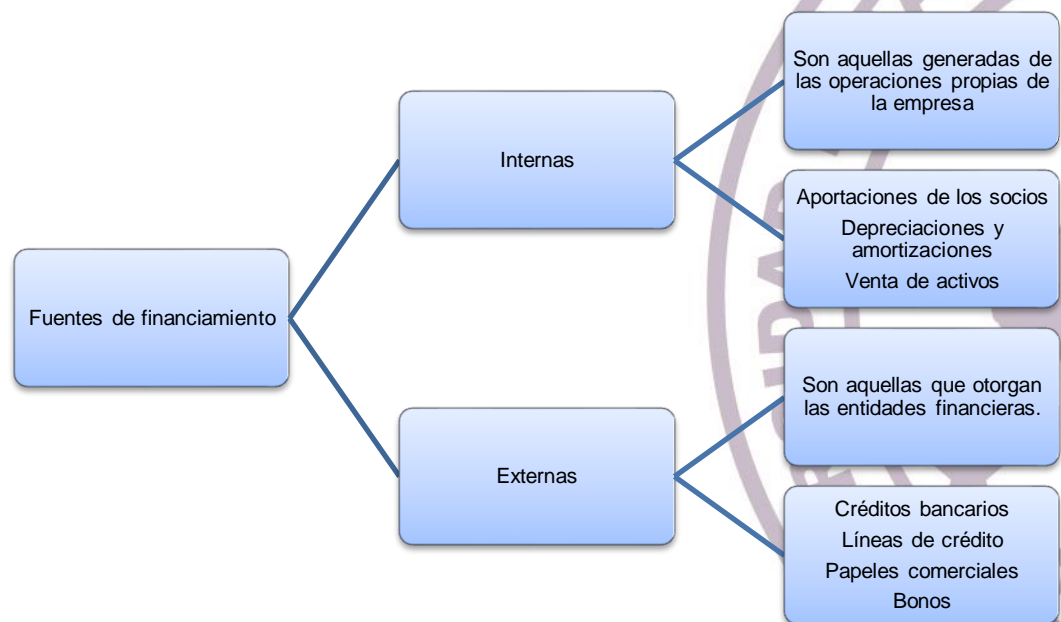 Fuentes de financiamiento
Internas
Son aquellas generadas de
las operaciones propias de
la empresa
Aportaciones de los socios
Depreciaciones y
amortizaciones
Venta de activos
Externas
Son aquellas que otorgan
las entidades financieras.
Créditos bancarios
Líneas de crédito
Papeles comerciales
Bonos